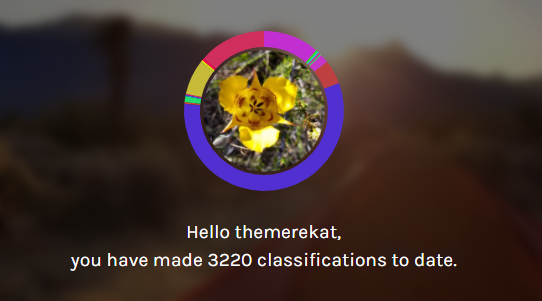 Hello themerekat,
you have made 3220 classifications to date.